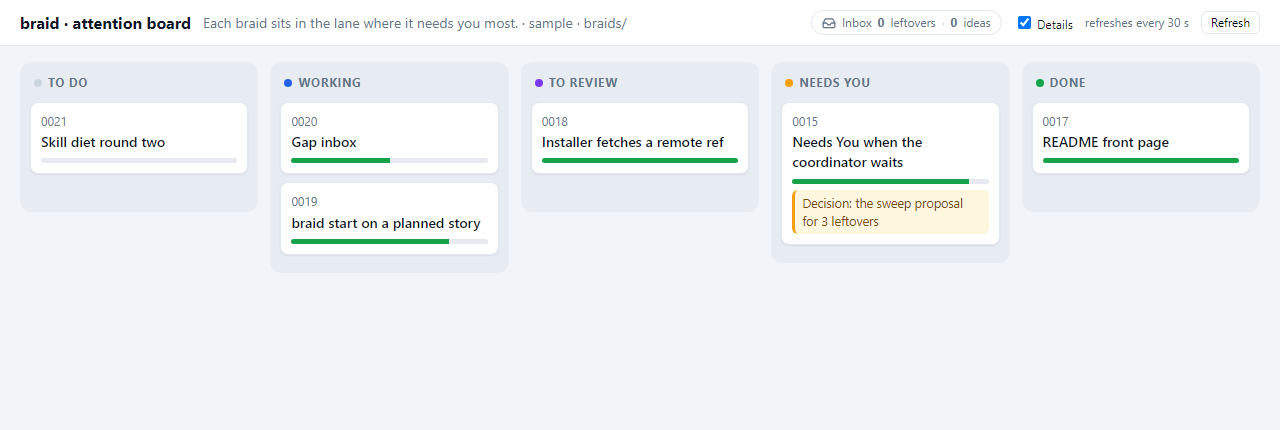 braid · attention board
Each braid sits in the lane where it needs you most. · sample · braids/
Inbox 0 leftovers · 0 ideas
Details
refreshes every 30 s
Refresh
TO DO
0021
Skill diet round two
WORKING
0020
Gap inbox
0019
braid start on a planned story
TO REVIEW
0018
Installer fetches a remote ref
NEEDS YOU
0015
Needs You when the
coordinator waits
Decision: the sweep proposal
for 3 leftovers
DONE
0017
README front page